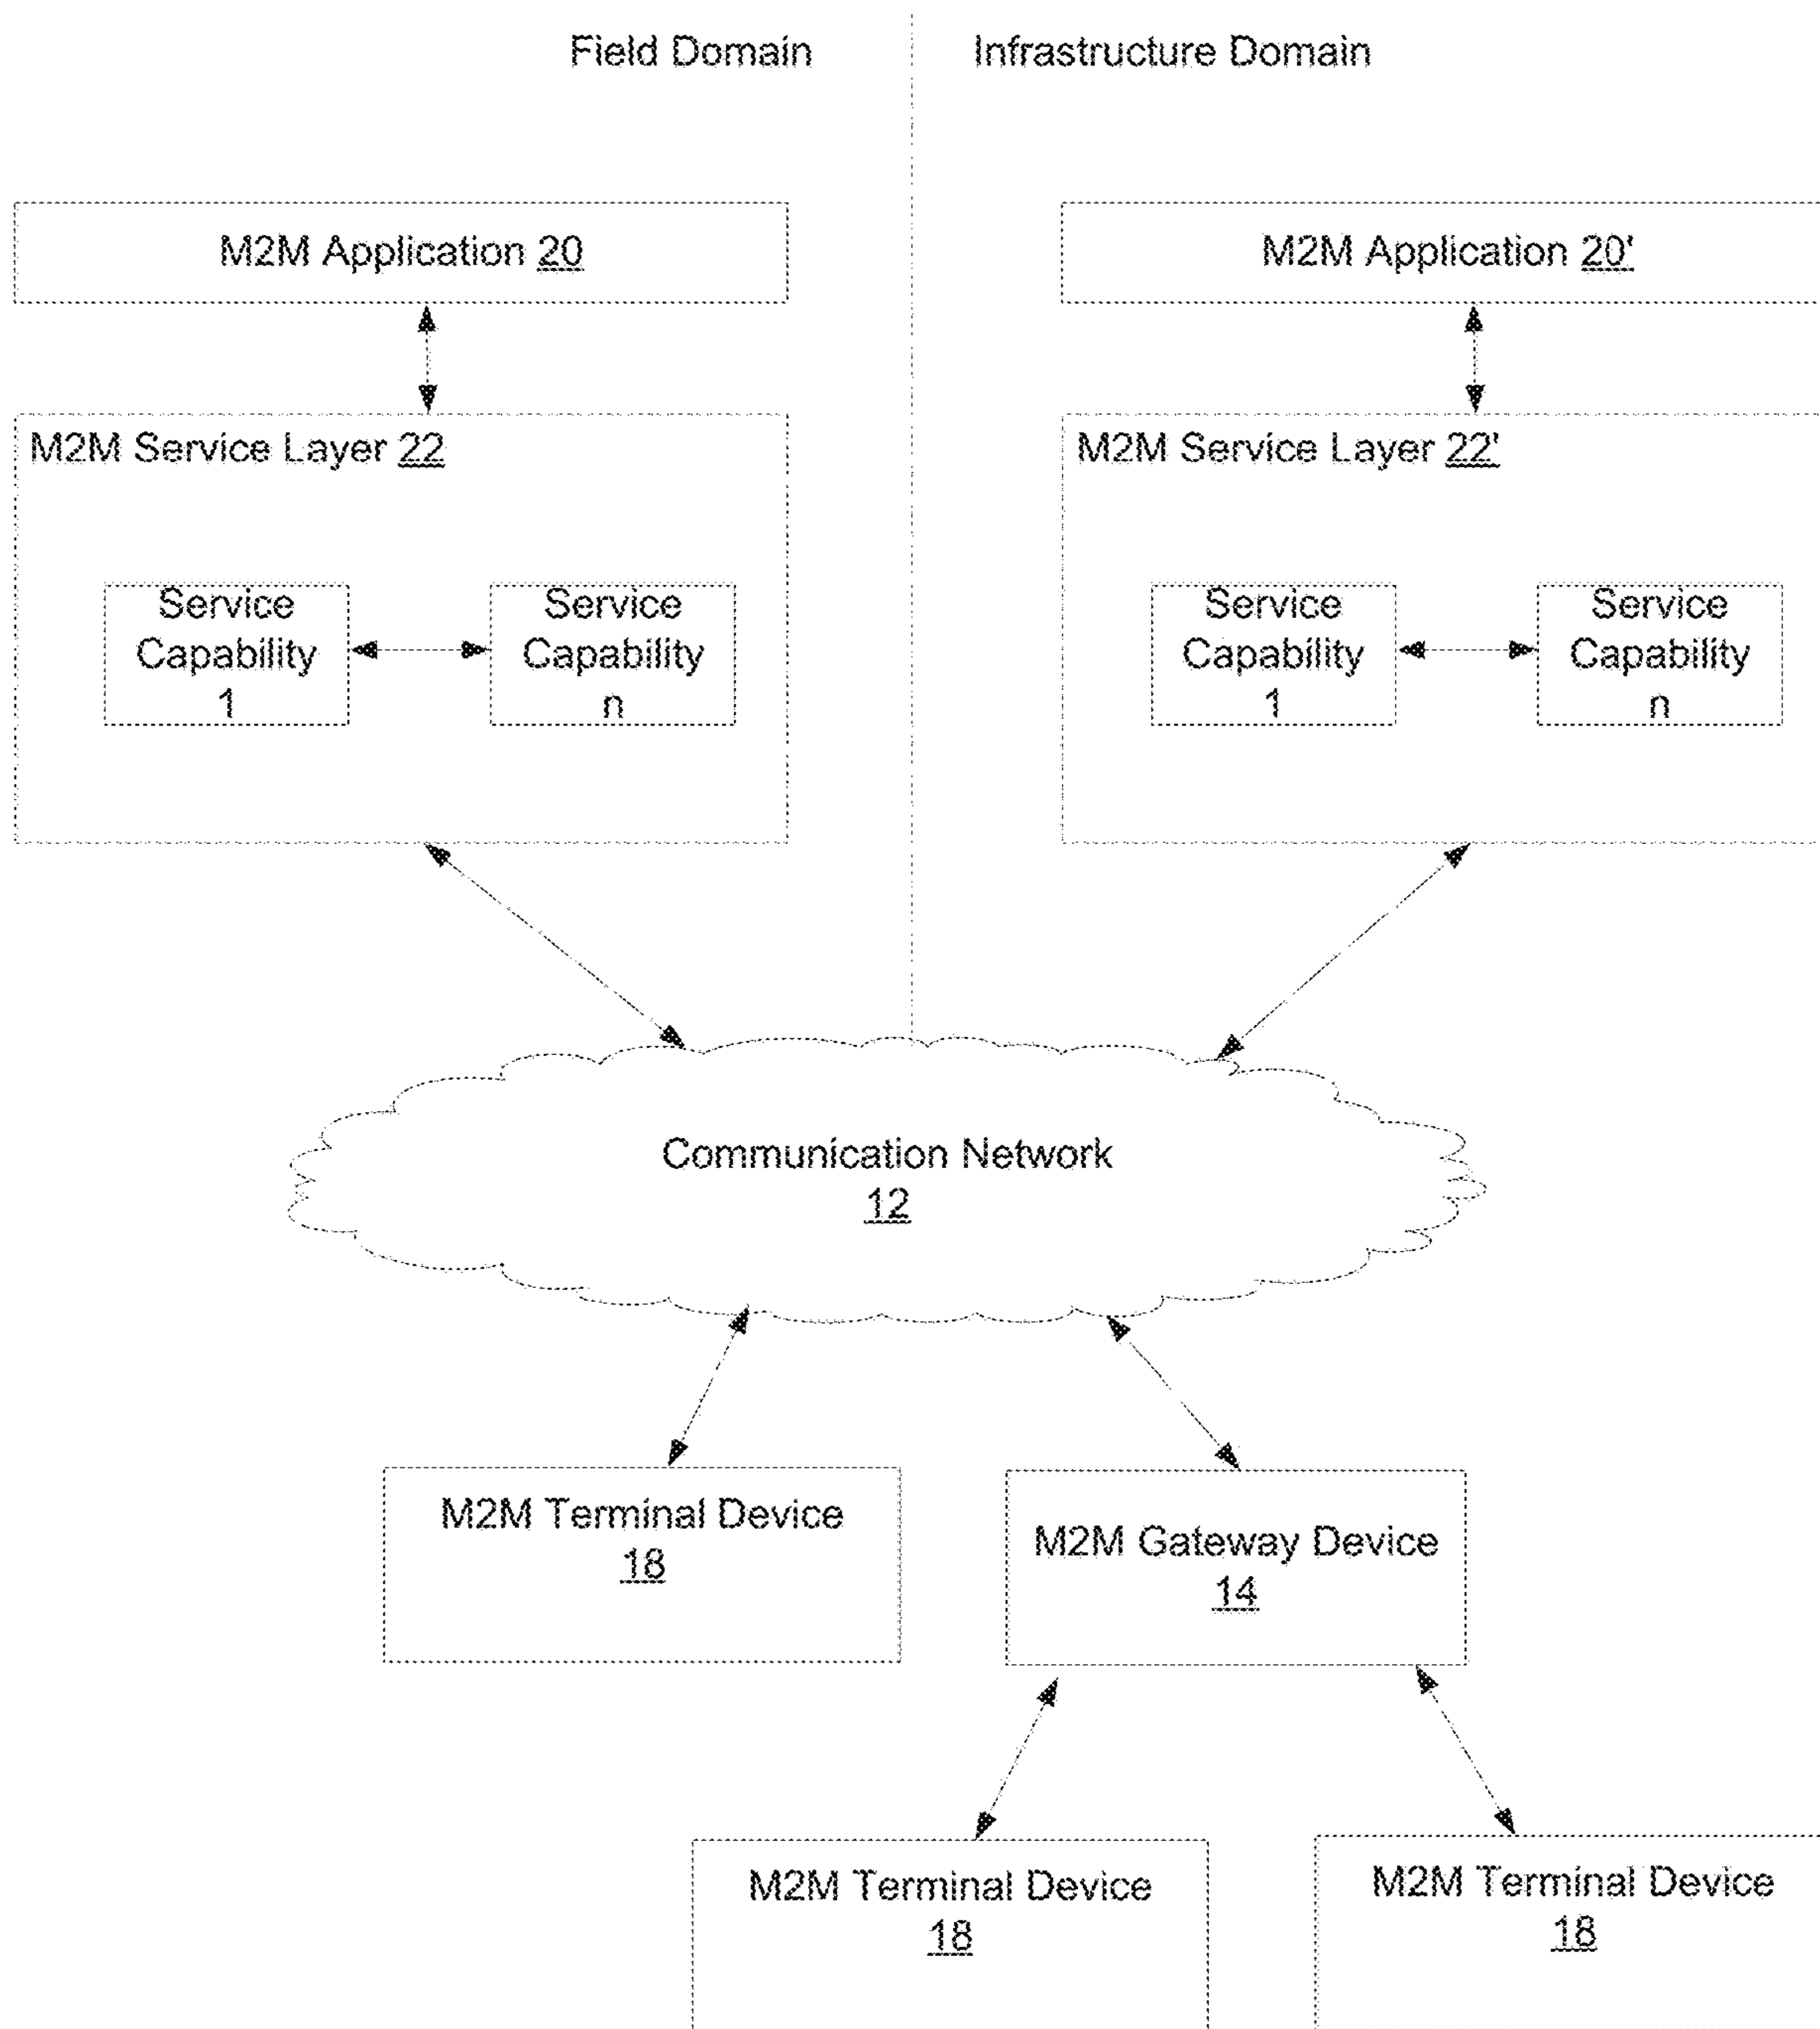 Field Domain
Infrastructure Domain
M2M Application 20
M2M Application 20'
M2M Service Layer 22
M2M Service Layer 22'
Service
Capability
1
Service
Capability
n
Service
Capability
1
Service
Capability
n
Communication Network
12
M2M Terminal Device
18
M2M Gateway Device
14
M2M Terminal Device
18
M2M Terminal Device
18